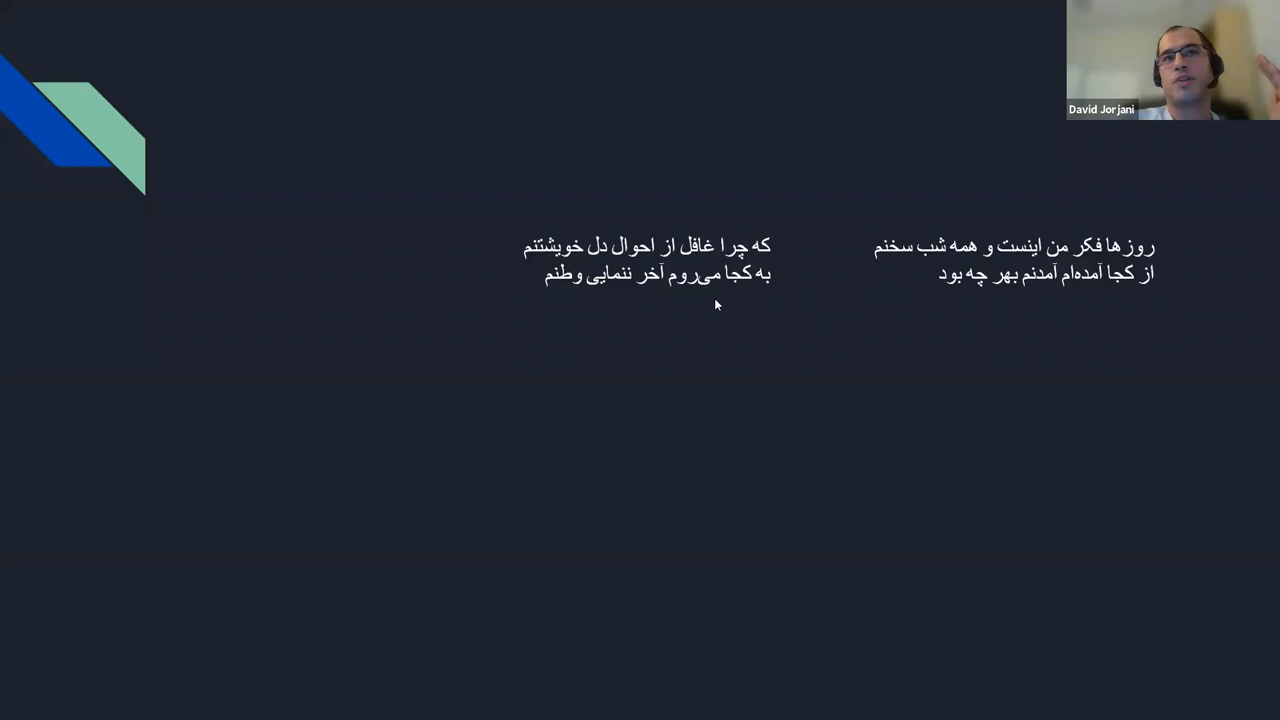 David Jorjani
روزها فکر من اینست و همه شب سخنم
که چرا غافل از احوال دل خویشتنم
از کجا آمده‌ام آمدنم بهر چه بود
به کجا می‌روم آخر ننمایی وطنم